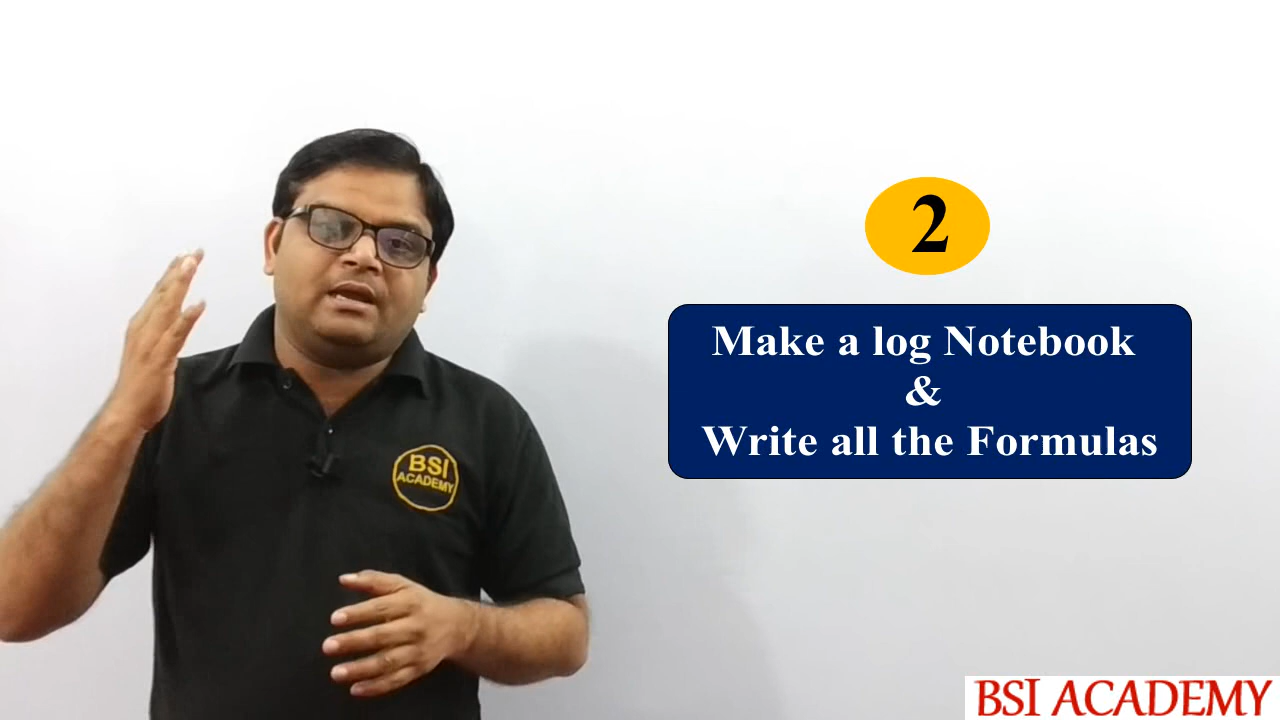 2
Make a log Notebook
&
Write all the Formulas
BSI
ACADEMY
BSI ACADEMY